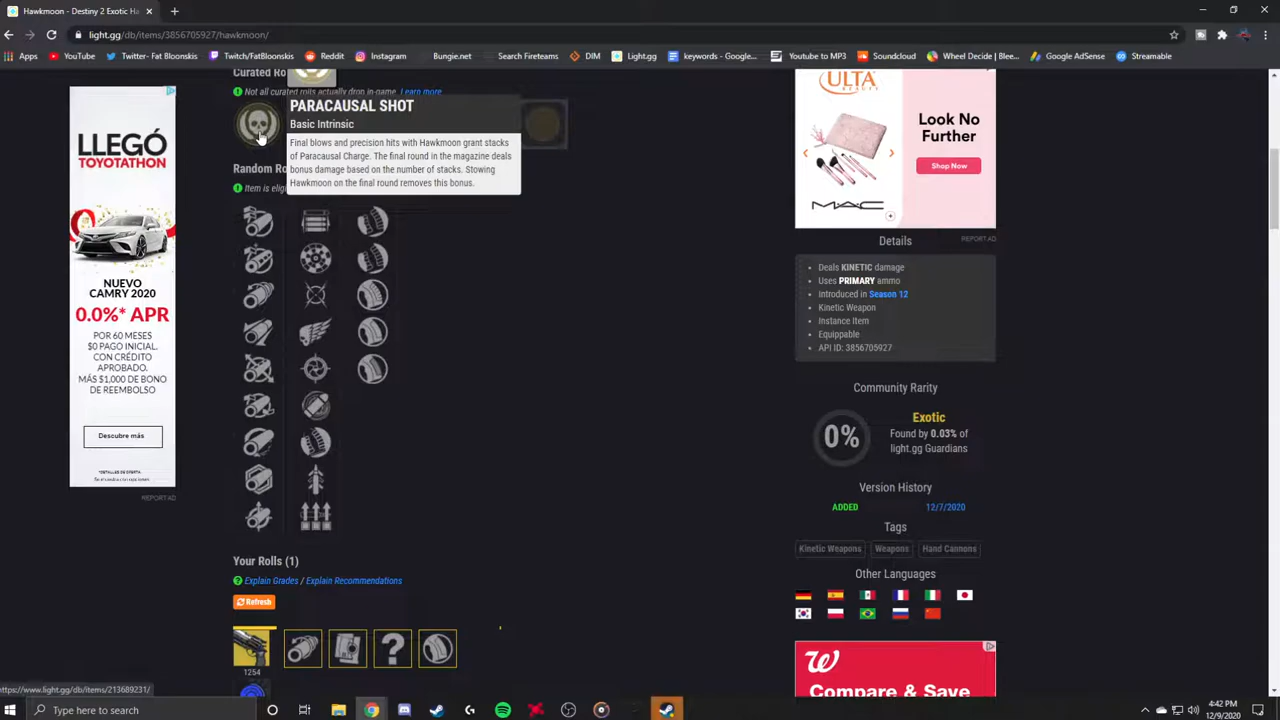 Hawkmoon - Destiny 2 Exotic Hand
light.gg/db/items/3856705927/hawkmoon/
Apps
YouTube
Twitter- Fat Bloonskis
Twitch/FatBloonskis
Reddit
Instagram
Bungie.net
Search Fireteams
DIM
Light.gg
keywords - Google...
Youtube to MP3
Soundcloud
Wheel Decide | Bee...
Google AdSense
Streamable
Curated Ro
Not all curated rolls actually drop in-game. Learn more
PARACAUSAL SHOT
Basic Intrinsic
Final blows and precision hits with Hawkmoon grant stacks
of Paracausal Charge. The final round in the magazine deals
bonus damage based on the number of stacks. Stowing
Hawkmoon on the final round removes this bonus.
Random Ro
Item is elig
Your Rolls (1)
Explain Grades / Explain Recommendations
Refresh
1254
LLEGÓ
TOYOTATHON
NUEVO
CAMRY 2020
0.0%* APR
POR 60 MESES
$0 PAGO INICIAL.
CON CRÉDITO
APROBADO.
MÁS $1,000 DE BONO
DE REEMBOLSO
Descubre más
REPORT AD
ULTA
BEAUTY
Look No
Further
Shop Now
MAC
REPORT AD
Details
Deals KINETIC damage
Uses PRIMARY ammo
Introduced in Season 12
Kinetic Weapon
Instance Item
Equippable
API ID: 3856705927
Community Rarity
0%
Exotic
Found by 0.03% of
light.gg Guardians
Version History
ADDED
12/7/2020
Tags
Kinetic Weapons
Weapons
Hand Cannons
Other Languages
W
Compare & Save
https://www.light.gg/db/items/213689231/
Type here to search
4:42 PM
12/9/2020